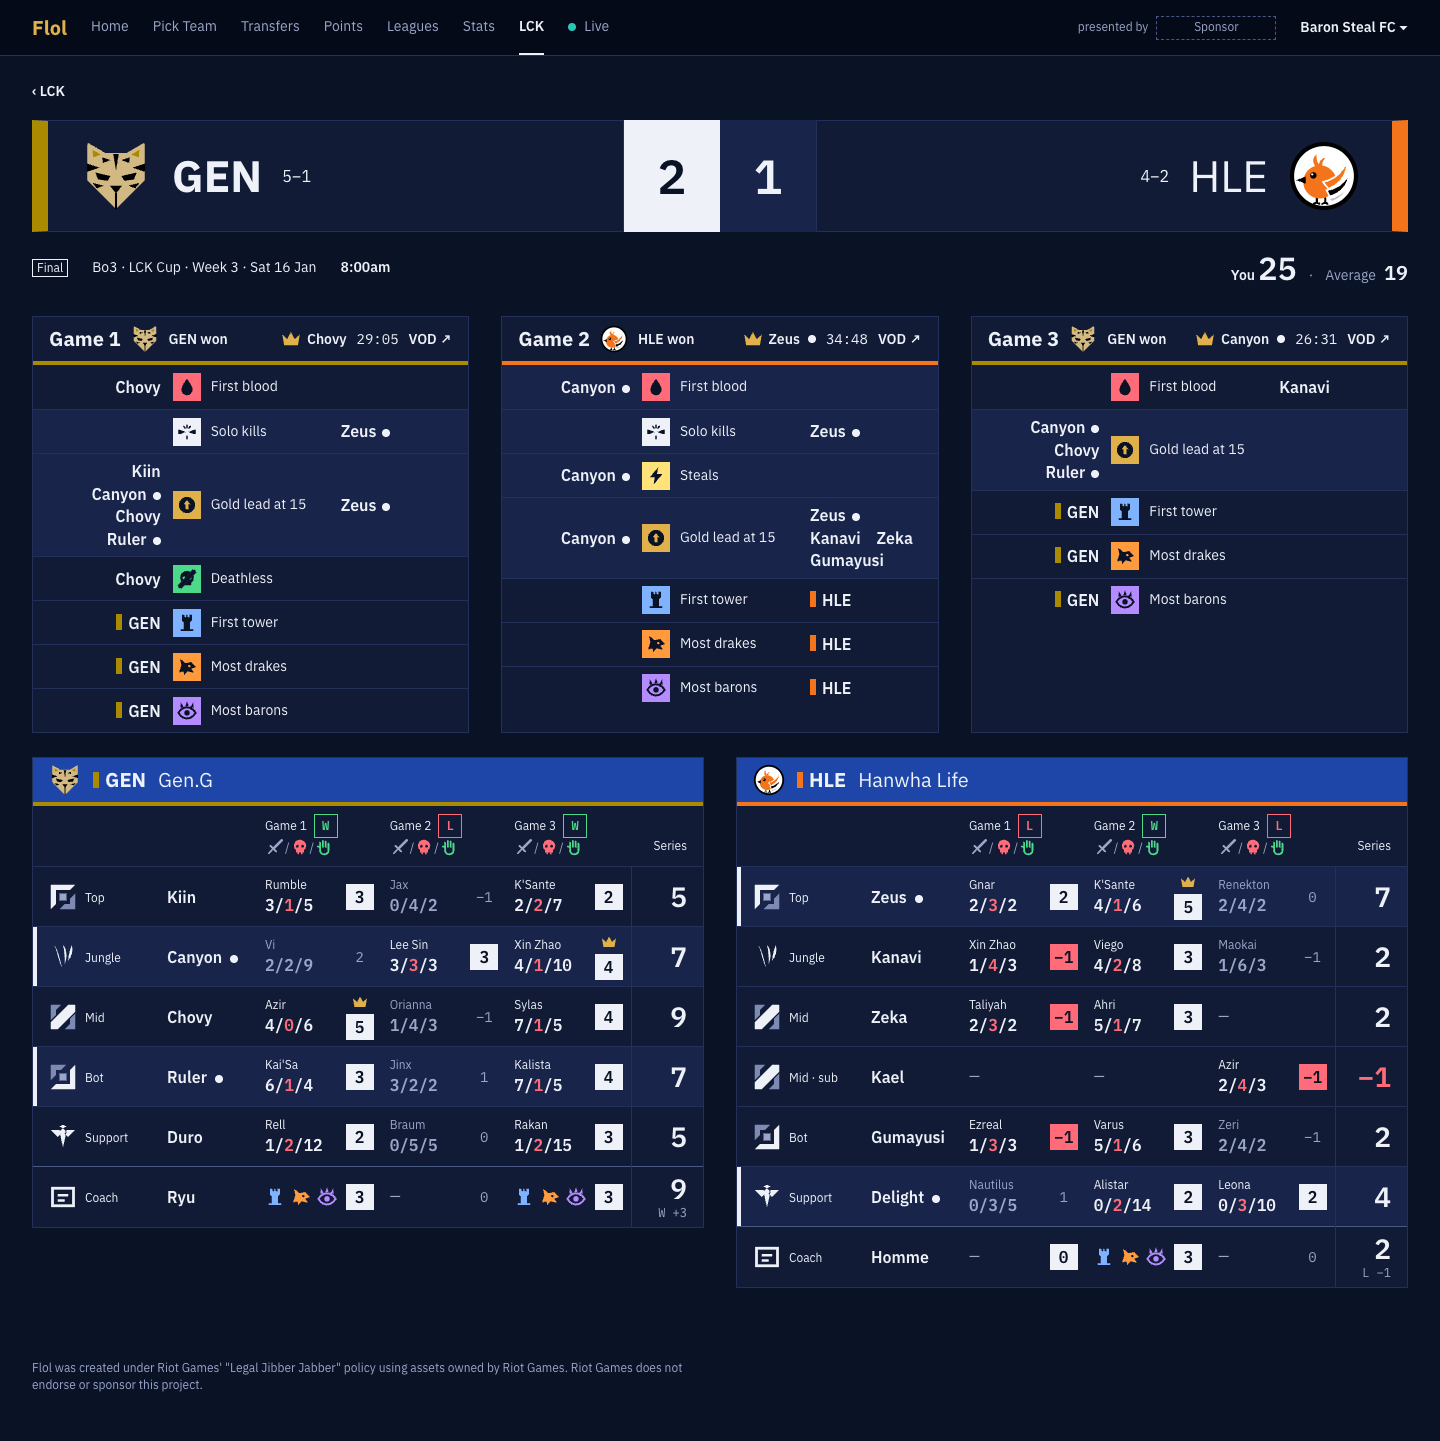 Flol Home Pick Team Transfers Points Leagues Stats LCK Live presented by Sponsor Baron Steal FC
‹ LCK
GEN 5–1 2 1 4–2 HLE
Final Bo3 · LCK Cup · Week 3 · Sat 16 Jan 8:00am You 25 · Average 19
Game 1 GEN won Chovy 29:05 VOD ↗
Chovy First blood
Solo kills Zeus
Kiin
Canyon
Chovy
Ruler
Gold lead at 15 Zeus
Chovy Deathless
GEN First tower
GEN Most drakes
GEN Most barons
Game 2 HLE won Zeus 34:48 VOD ↗
Canyon First blood
Solo kills Zeus
Canyon Steals
Canyon Gold lead at 15
Zeus
Kanavi Zeka
Gumayusi
First tower HLE
Most drakes HLE
Most barons HLE
Game 3 GEN won Canyon 26:31 VOD ↗
First blood Kanavi
Canyon
Chovy
Ruler
Gold lead at 15
GEN First tower
GEN Most drakes
GEN Most barons
GEN Gen.G
Game 1 W Game 2 L Game 3 W
/ / / / / / Series
Rumble Jax K'Sante
Top Kiin 3/1/5 3 0/4/2 −1 2/2/7 2 5
Vi Lee Sin Xin Zhao
Jungle Canyon 2/2/9 2 3/3/3 3 4/1/10 4 7
Azir Orianna Sylas
Mid Chovy 4/0/6 5 1/4/3 −1 7/1/5 4 9
Kai'Sa Jinx Kalista
Bot Ruler 6/1/4 3 3/2/2 1 7/1/5 4 7
Rell Braum Rakan
Support Duro 1/2/12 2 0/5/5 0 1/2/15 3 5
Coach Ryu 3 — 0 3 9
W +3
HLE Hanwha Life
Game 1 L Game 2 W Game 3 L
/ / / / / / Series
Gnar K'Sante Renekton
Top Zeus 2/3/2 2 4/1/6 5 2/4/2 0 7
Xin Zhao Viego Maokai
Jungle Kanavi 1/4/3 −1 4/2/8 3 1/6/3 −1 2
Taliyah Ahri
Mid Zeka 2/3/2 −1 5/1/7 3 — 2
Azir
Mid · sub Kael — — 2/4/3 −1 −1
Ezreal Varus Zeri
Bot Gumayusi 1/3/3 −1 5/1/6 3 2/4/2 −1 2
Nautilus Alistar Leona
Support Delight 0/3/5 1 0/2/14 2 0/3/10 2 4
Coach Homme — 0 3 — 0 2
L −1
Flol was created under Riot Games' "Legal Jibber Jabber" policy using assets owned by Riot Games. Riot Games does not
endorse or sponsor this project.